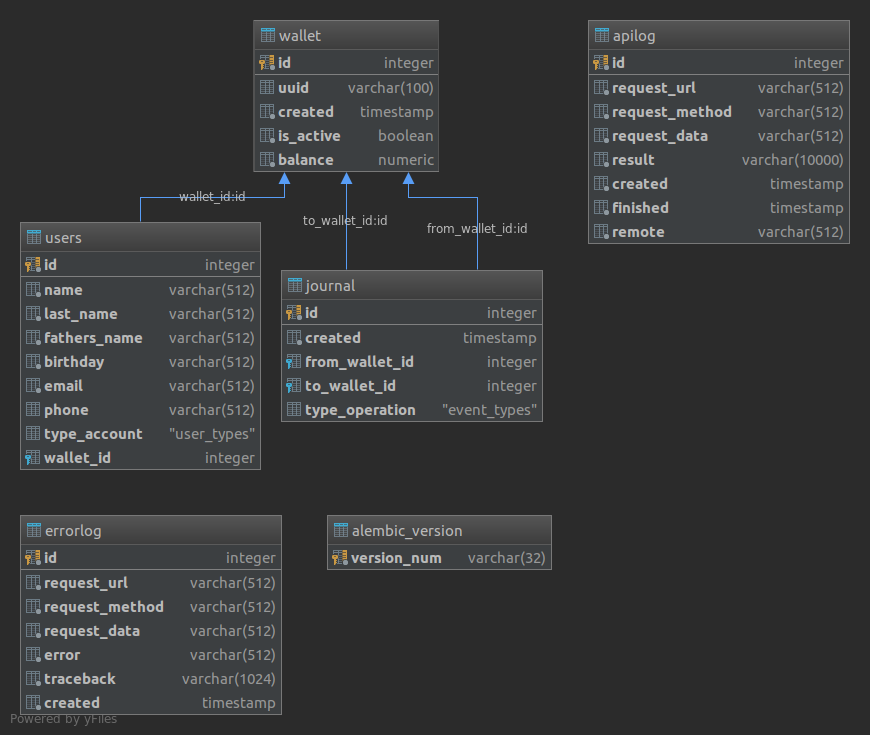 wallet
id integer
uuid varchar(100)
created timestamp
is_active boolean
balance numeric
apilog
id integer
request_url varchar(512)
request_method varchar(512)
request_data varchar(512)
result varchar(10000)
created timestamp
finished timestamp
remote varchar(512)
wallet_id:id
to_wallet_id:id
from_wallet_id:id
users
id integer
name varchar(512)
last_name varchar(512)
fathers_name varchar(512)
birthday varchar(512)
email varchar(512)
phone varchar(512)
type_account "user_types"
wallet_id integer
journal
id integer
created timestamp
from_wallet_id integer
to_wallet_id integer
type_operation "event_types"
errorlog
id integer
request_url varchar(512)
request_method varchar(512)
request_data varchar(512)
error varchar(512)
traceback varchar(1024)
created timestamp
alembic_version
version_num varchar(32)
Powered by yFiles